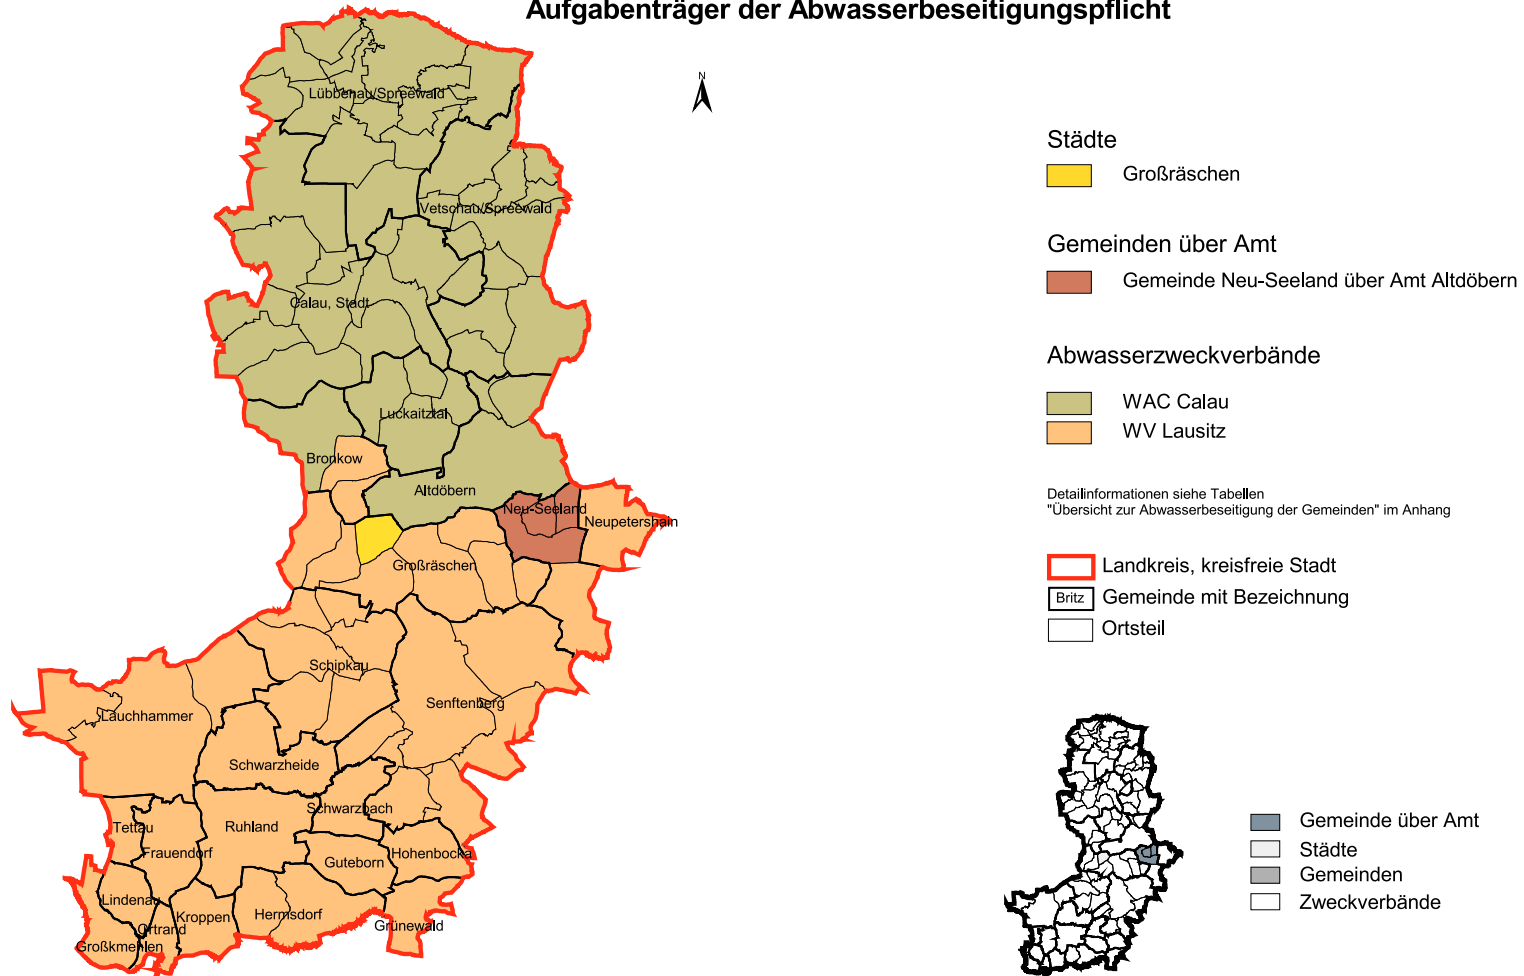 Aufgabenträger der Abwasserbeseitigungspflicht
N
Lübbenau/Spreewald
Vetschau/Spreewald
Calau, Stadt
Luckaitztal
Bronkow
Altdöbern
Neu-Seeland
Neupetershain
Großräschen
Schipkau
Senftenberg
Lauchhammer
Schwarzheide
Schwarzbach
Tettau
Ruhland
Frauendorf
Guteborn
Hohenbocka
Lindenau
Kroppen
Hermsdorf
Ortrand
Grünewald
Großkmehlen
Städte
Großräschen
Gemeinden über Amt
Gemeinde Neu-Seeland über Amt Altdöbern
Abwasserzweckverbände
WAC Calau
WV Lausitz
Detailinformationen siehe Tabellen
"Übersicht zur Abwasserbeseitigung der Gemeinden" im Anhang
Landkreis, kreisfreie Stadt
Britz Gemeinde mit Bezeichnung
Ortsteil
Gemeinde über Amt
Städte
Gemeinden
Zweckverbände